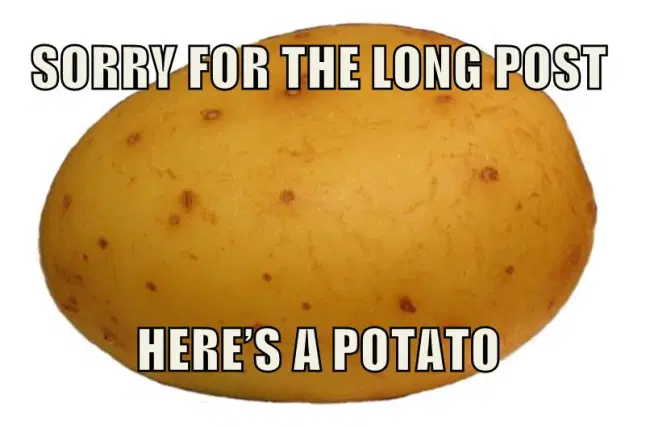 SORRY FOR THE LONG POST
HERE’S A POTATO